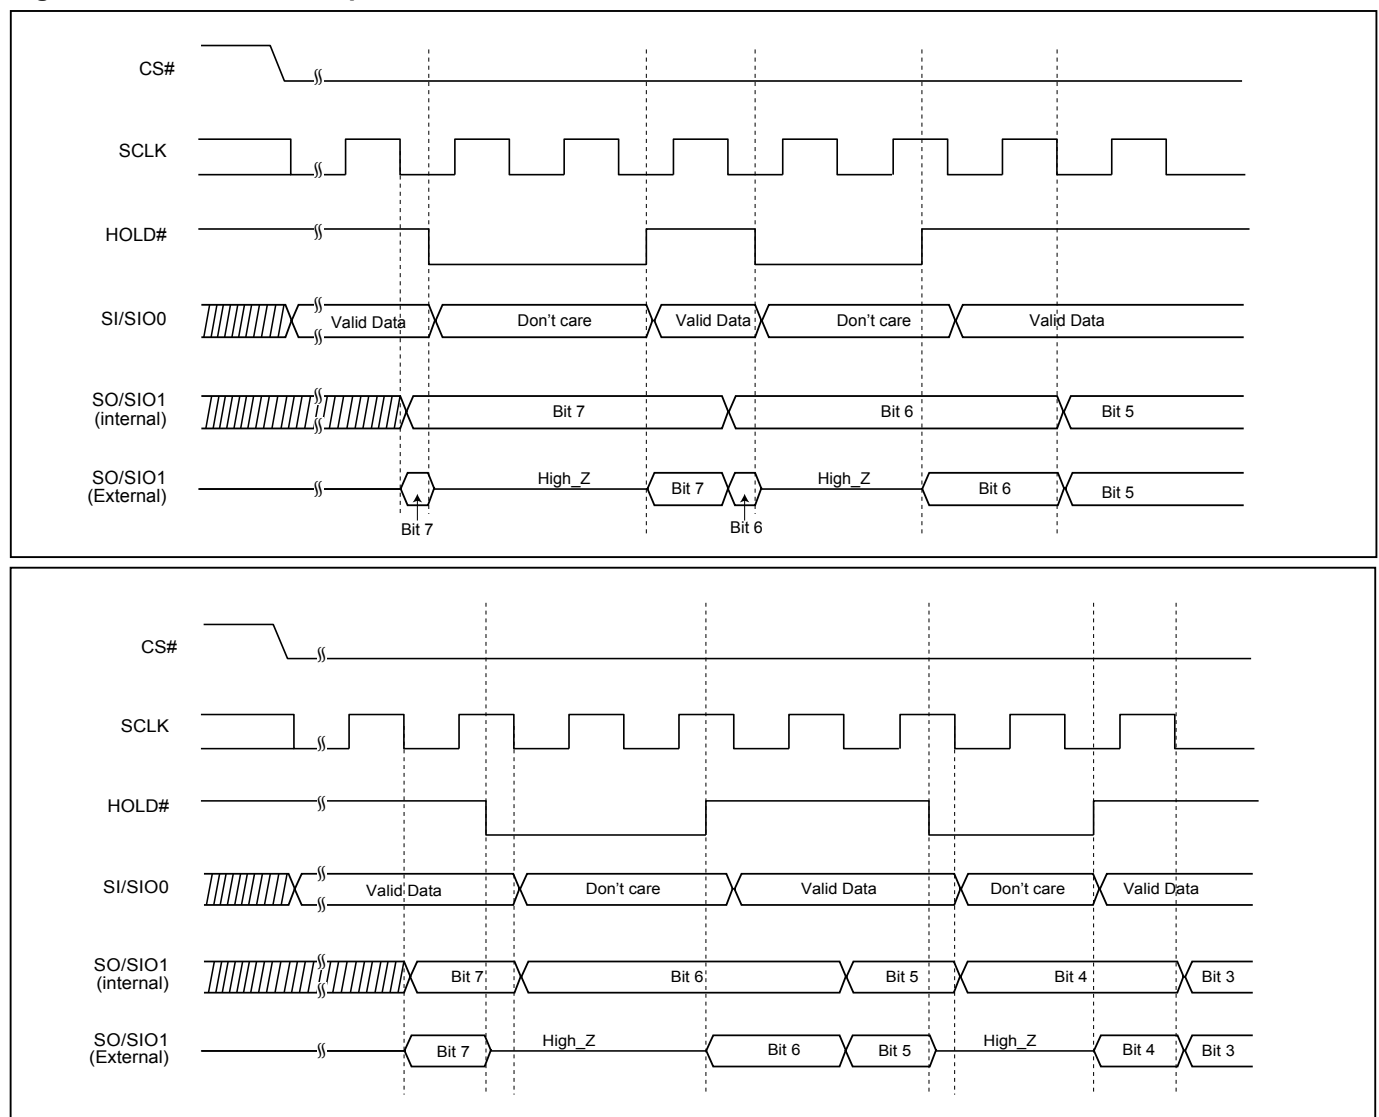 CS#
SCLK
HOLD#
SI/SIO0
Valid Data
Don't care
Valid Data
Don't care
Valid Data
SO/SIO1
(internal)
Bit 7
Bit 6
Bit 5
SO/SIO1
(External)
High_Z
Bit 7
High_Z
Bit 6
Bit 5
Bit 7
Bit 6
CS#
SCLK
HOLD#
SI/SIO0
Valid Data
Don't care
Valid Data
Don't care
Valid Data
SO/SIO1
(internal)
Bit 7
Bit 6
Bit 5
Bit 4
Bit 3
SO/SIO1
(External)
Bit 7
High_Z
Bit 6
Bit 5
High_Z
Bit 4
Bit 3